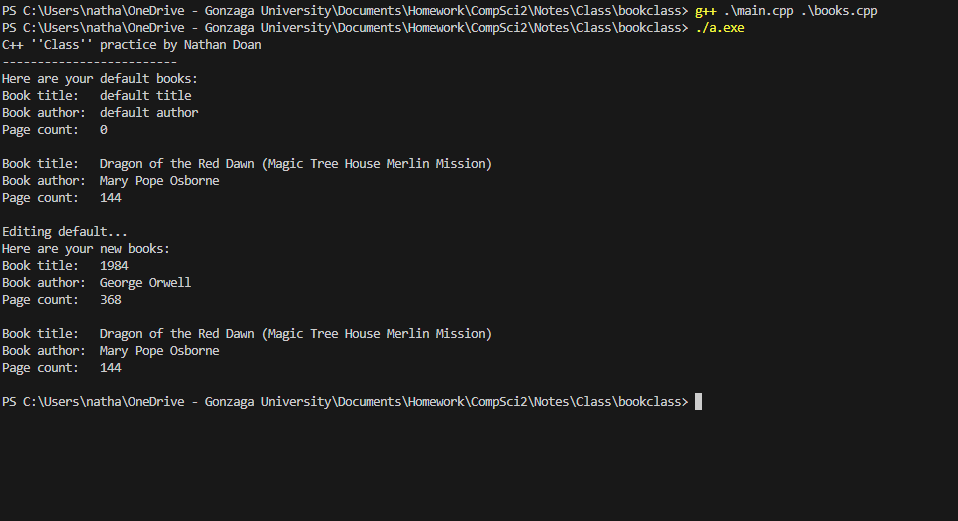 PS C:\Users\natha\OneDrive - Gonzaga University\Documents\Homework\CompSci2\Notes\Class\bookclass> g++ .\main.cpp .\books.cpp
PS C:\Users\natha\OneDrive - Gonzaga University\Documents\Homework\CompSci2\Notes\Class\bookclass> ./a.exe
C++ ''Class'' practice by Nathan Doan
-------------------------
Here are your default books:
Book title:   default title
Book author:  default author
Page count:   0

Book title:   Dragon of the Red Dawn (Magic Tree House Merlin Mission)
Book author:  Mary Pope Osborne
Page count:   144

Editing default...
Here are your new books:
Book title:   1984
Book author:  George Orwell
Page count:   368

Book title:   Dragon of the Red Dawn (Magic Tree House Merlin Mission)
Book author:  Mary Pope Osborne
Page count:   144

PS C:\Users\natha\OneDrive - Gonzaga University\Documents\Homework\CompSci2\Notes\Class\bookclass>